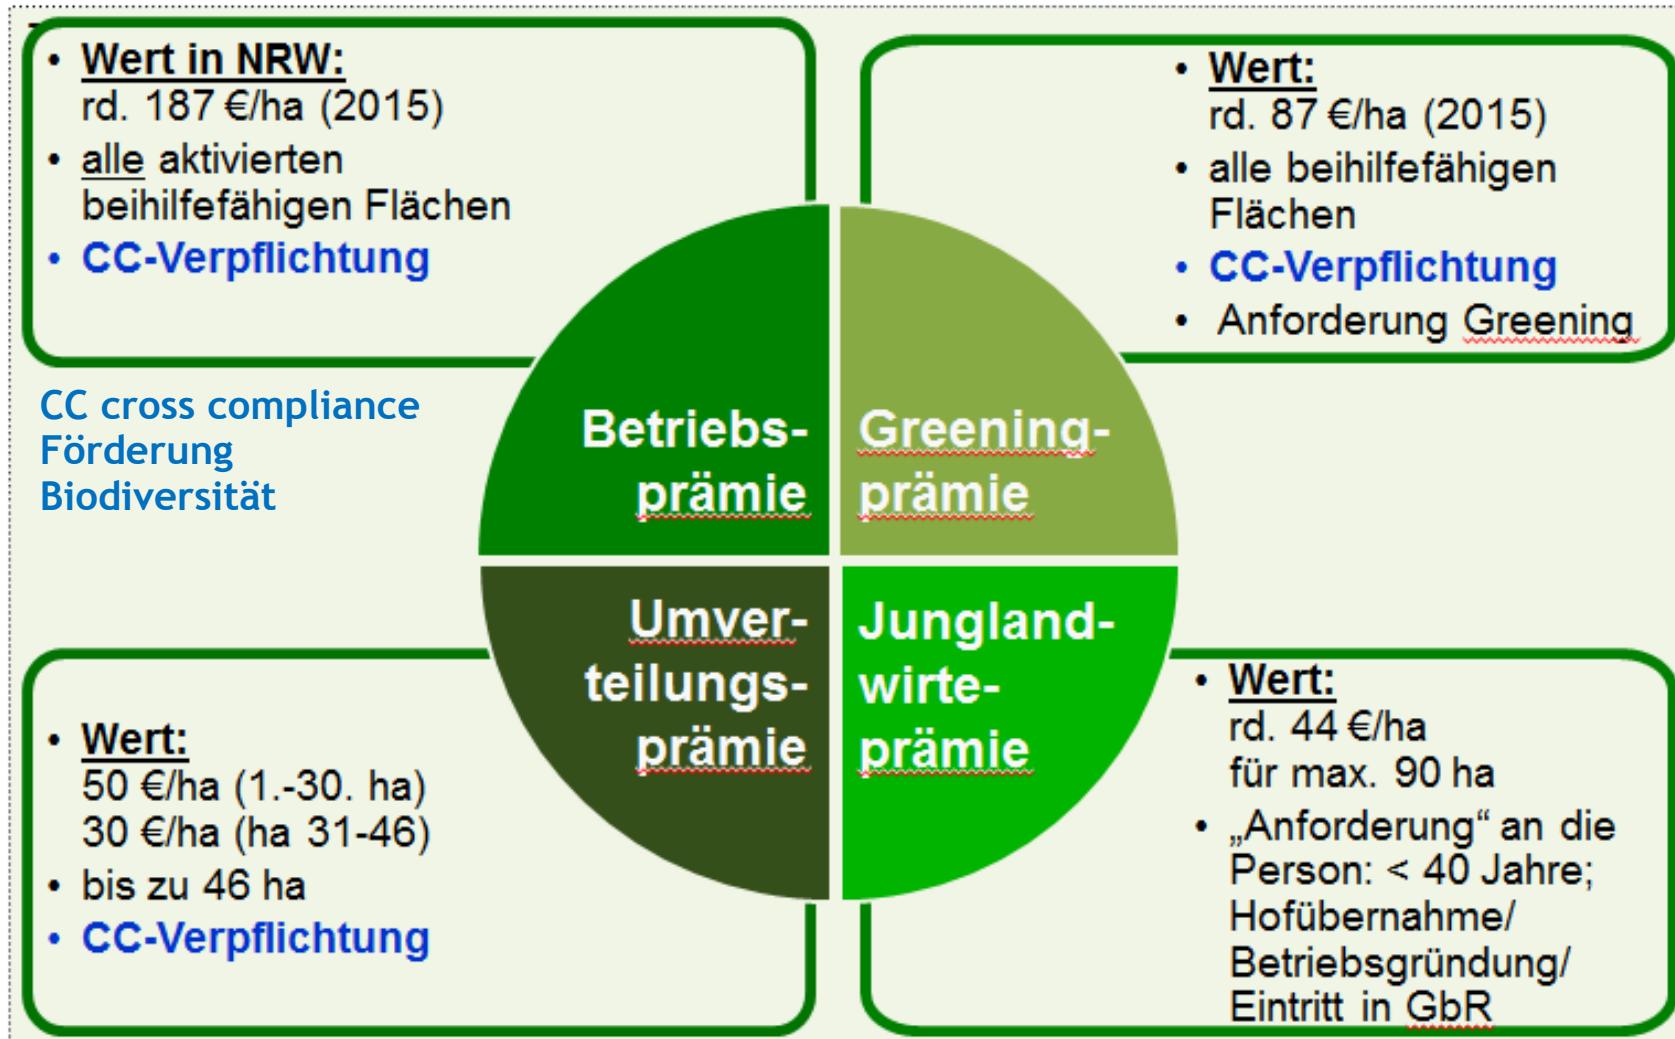 • Wert in NRW:
rd. 187 €/ha (2015)
• alle aktivierten
beihilfefähigen Flächen
• CC-Verpflichtung
• Wert:
rd. 87 €/ha (2015)
• alle beihilfefähigen
Flächen
• CC-Verpflichtung
• Anforderung Greening
CC cross compliance
Förderung
Biodiversität
Betriebs-
prämie
Greening-
prämie
Umver-
teilungs-
prämie
Jungland-
wirte-
prämie
• Wert:
50 €/ha (1.-30. ha)
30 €/ha (ha 31-46)
• bis zu 46 ha
• CC-Verpflichtung
• Wert:
rd. 44 €/ha
für max. 90 ha
• „Anforderung“ an die
Person: < 40 Jahre;
Hofübernahme/
Betriebsgründung/
Eintritt in GbR